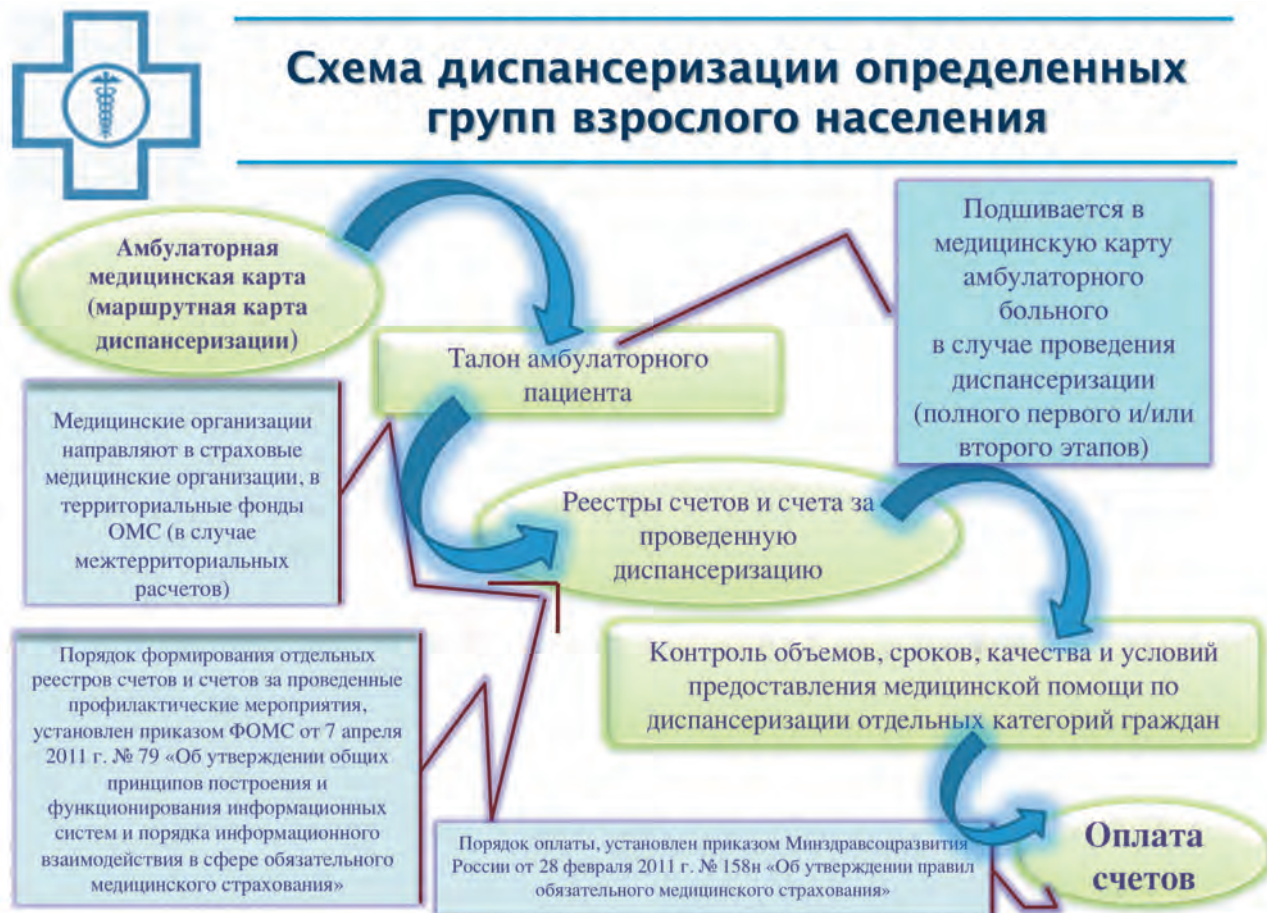 Схема диспансеризации определенных
групп взрослого населения
Амбулаторная
медицинская карта
(маршрутная карта
диспансеризации)
Подшивается в
медицинскую карту
амбулаторного
больного
в случае проведения
диспансеризации
(полного первого и/или
второго этапов)
Талон амбулаторного
пациента
Медицинские организации
направляют в страховые
медицинские организации, в
территориальные фонды
ОМС (в случае
межтерриториальных
расчетов)
Реестры счетов и счета за
проведенную
диспансеризацию
Порядок формирования отдельных
реестров счетов и счетов за проведенные
профилактические мероприятия,
установлен приказом ФОМС от 7 апреля
2011 г. № 79 «Об утверждении общих
принципов построения и
функционирования информационных
систем и порядка информационного
взаимодействия в сфере обязательного
медицинского страхования»
Контроль объемов, сроков, качества и условий
предоставления медицинской помощи по
диспансеризации отдельных категорий граждан
Порядок оплаты, установлен приказом Минздравсоцразвития
России от 28 февраля 2011 г. № 158н «Об утверждении правил
обязательного медицинского страхования»
Оплата
счетов